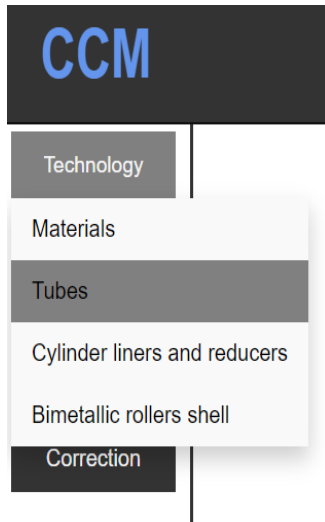 CCM
Technology
Materials
Tubes
Cylinder liners and reducers
Bimetallic rollers shell
Correction